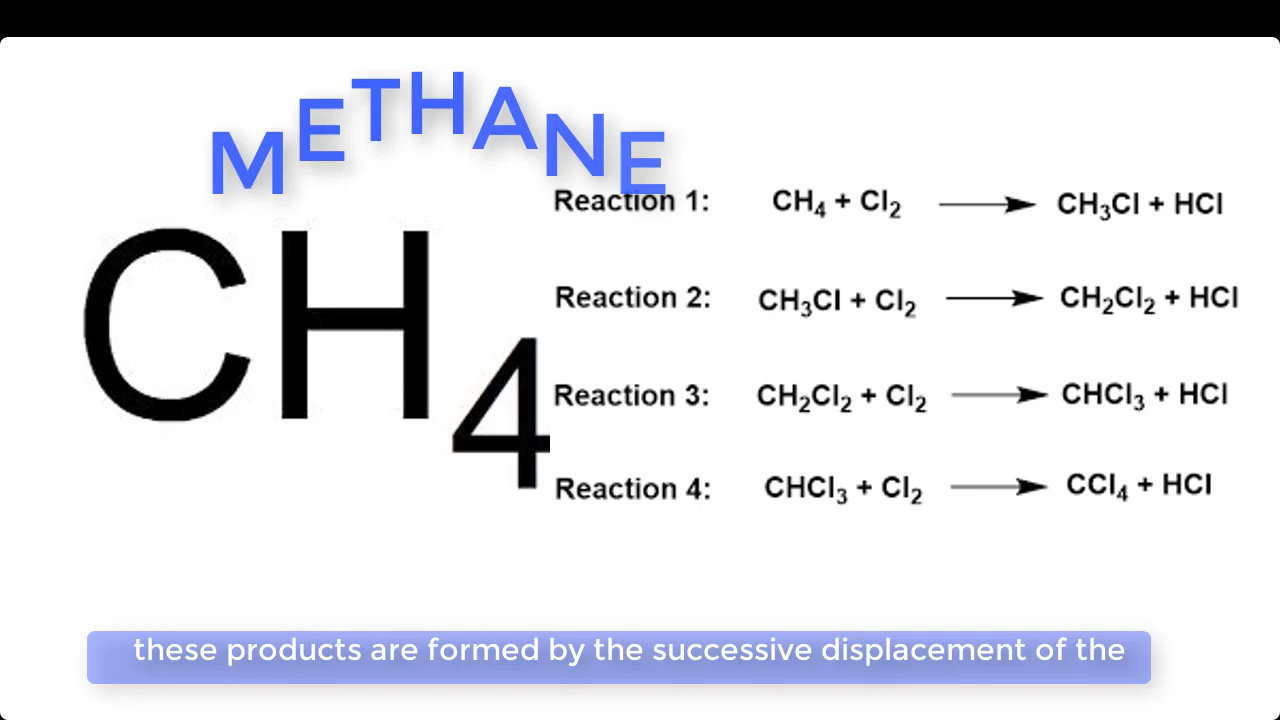 METHANE
CH₄
Reaction 1: CH₄ + Cl₂ ⟶ CH₃Cl + HCl
Reaction 2: CH₃Cl + Cl₂ ⟶ CH₂Cl₂ + HCl
Reaction 3: CH₂Cl₂ + Cl₂ ⟶ CHCl₃ + HCl
Reaction 4: CHCl₃ + Cl₂ ⟶ CCl₄ + HCl
these products are formed by the successive displacement of the